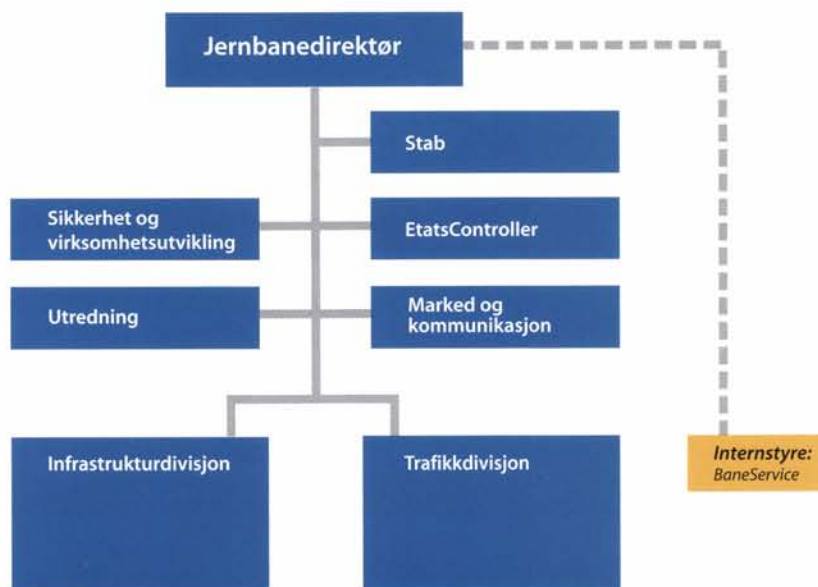 Jernbanedirektør
Stab
Sikkerhet og
virksomhetsutvikling
EtatsController
Utredning
Marked og
kommunikasjon
Infrastrukturdivisjon
Trafikkdivisjon
Internstyre:
BaneService